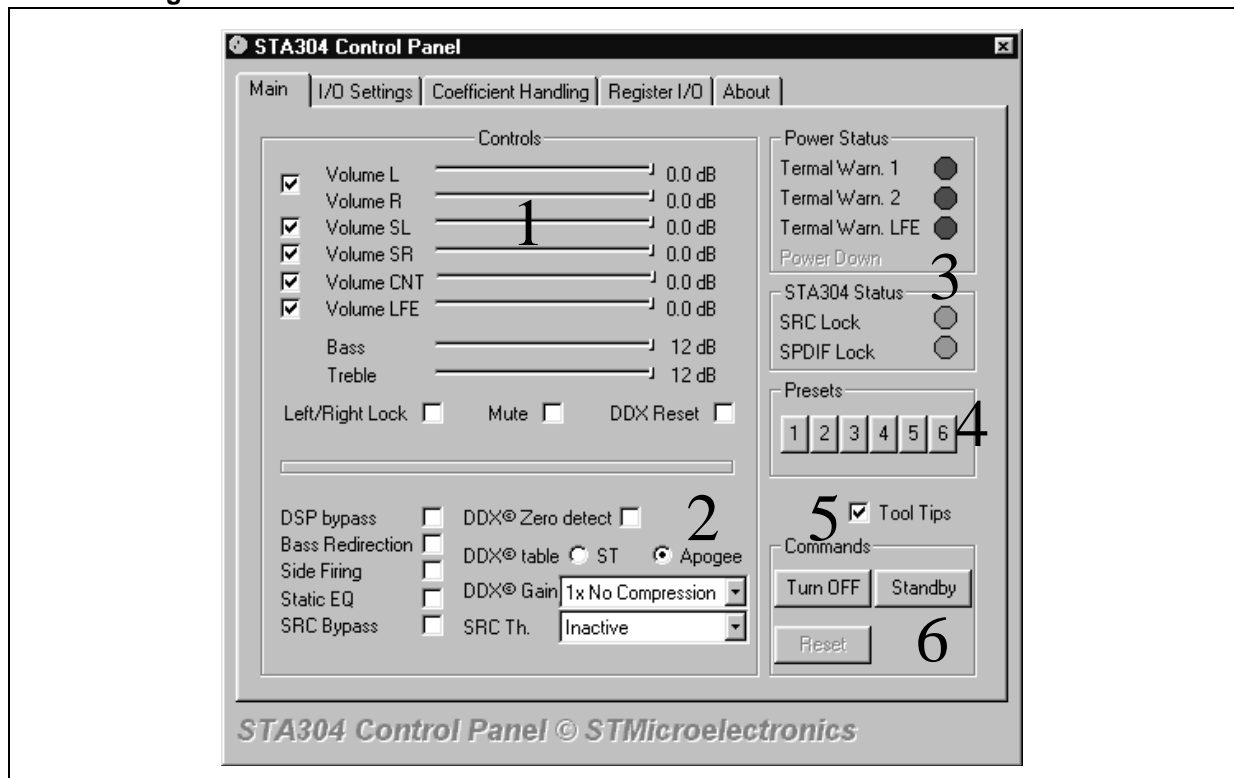 STA304 Control Panel
Main I/O Settings Coefficient Handling Register I/O About
Controls
Volume L 0.0 dB
Volume R 0.0 dB
Volume SL 0.0 dB
Volume SR 0.0 dB
Volume CNT 0.0 dB
Volume LFE 0.0 dB
1
Bass 12 dB
Treble 12 dB
Left/Right Lock Mute DDX Reset
DSP bypass
Bass Redirection
Side Firing
Static EQ
SRC Bypass
DDX® Zero detect
2
DDX® table ST Apogee
DDX® Gain 1x No Compression
SRC Th. Inactive
Power Status
Termal Warn. 1
Termal Warn. 2
Termal Warn. LFE
Power Down
3
STA304 Status
SRC Lock
SPDIF Lock
Presets
1 2 3 4 5 6
4
5
Tool Tips
Commands
Turn OFF Standby
Reset
6
STA304 Control Panel © STMicroelectronics